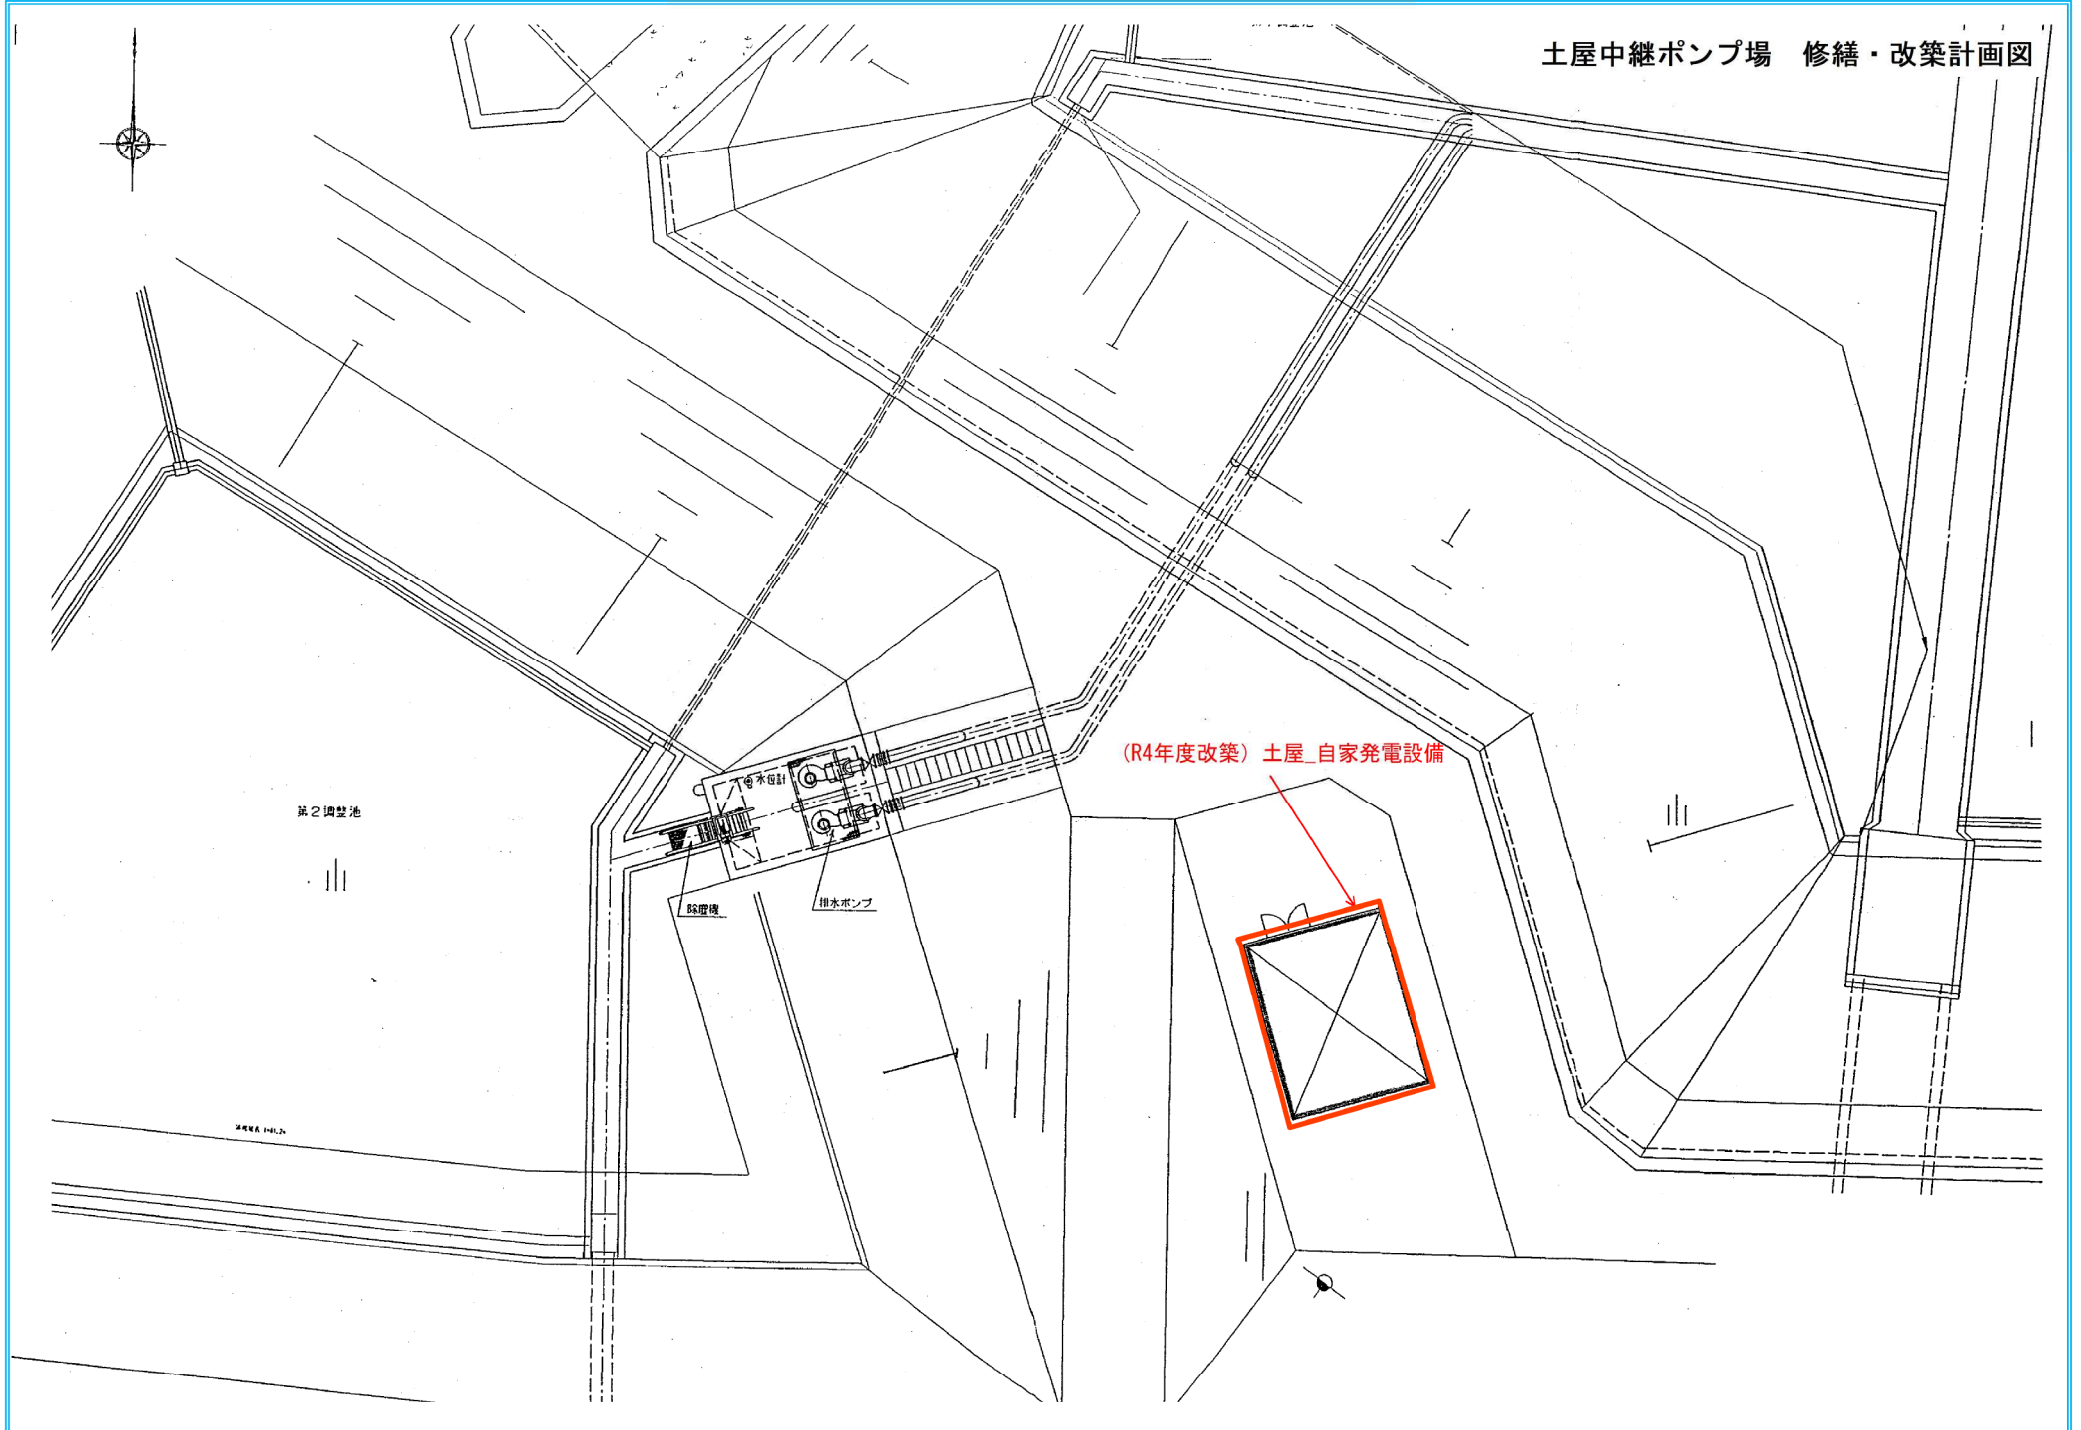 土屋中継ポンプ場　修繕・改築計画図
（R4年度改築）土屋_自家発電設備
水位計
第2調整池
除塵機
排水ポンプ